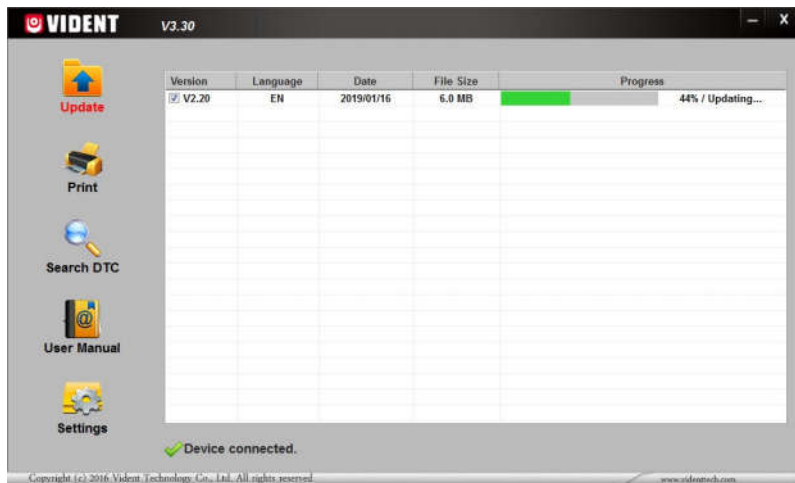 VIDENT V3.30 – X
Update
Print
Search DTC
User Manual
Settings
Version Language Date File Size Progress
V2.20 EN 2019/01/16 6.0 MB 44% / Updating...
Device connected.
Copyright (c) 2016 Vident Technology Co., Ltd. All rights reserved www.videnttech.com